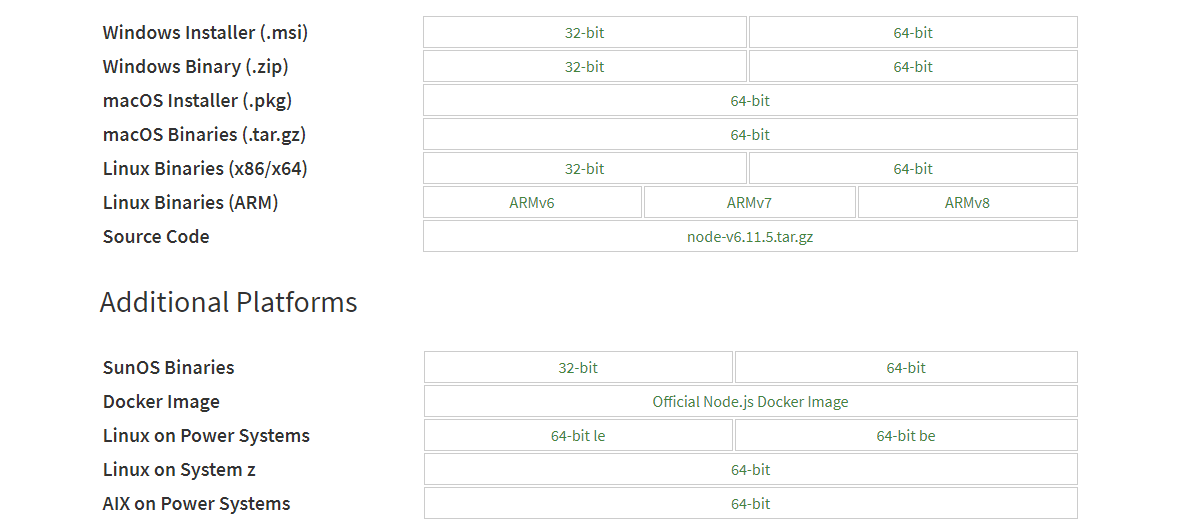 Windows Installer (.msi) 32-bit 64-bit
Windows Binary (.zip) 32-bit 64-bit
macOS Installer (.pkg) 64-bit
macOS Binaries (.tar.gz) 64-bit
Linux Binaries (x86/x64) 32-bit 64-bit
Linux Binaries (ARM) ARMv6 ARMv7 ARMv8
Source Code node-v6.11.5.tar.gz
Additional Platforms
SunOS Binaries 32-bit 64-bit
Docker Image Official Node.js Docker Image
Linux on Power Systems 64-bit le 64-bit be
Linux on System z 64-bit
AIX on Power Systems 64-bit